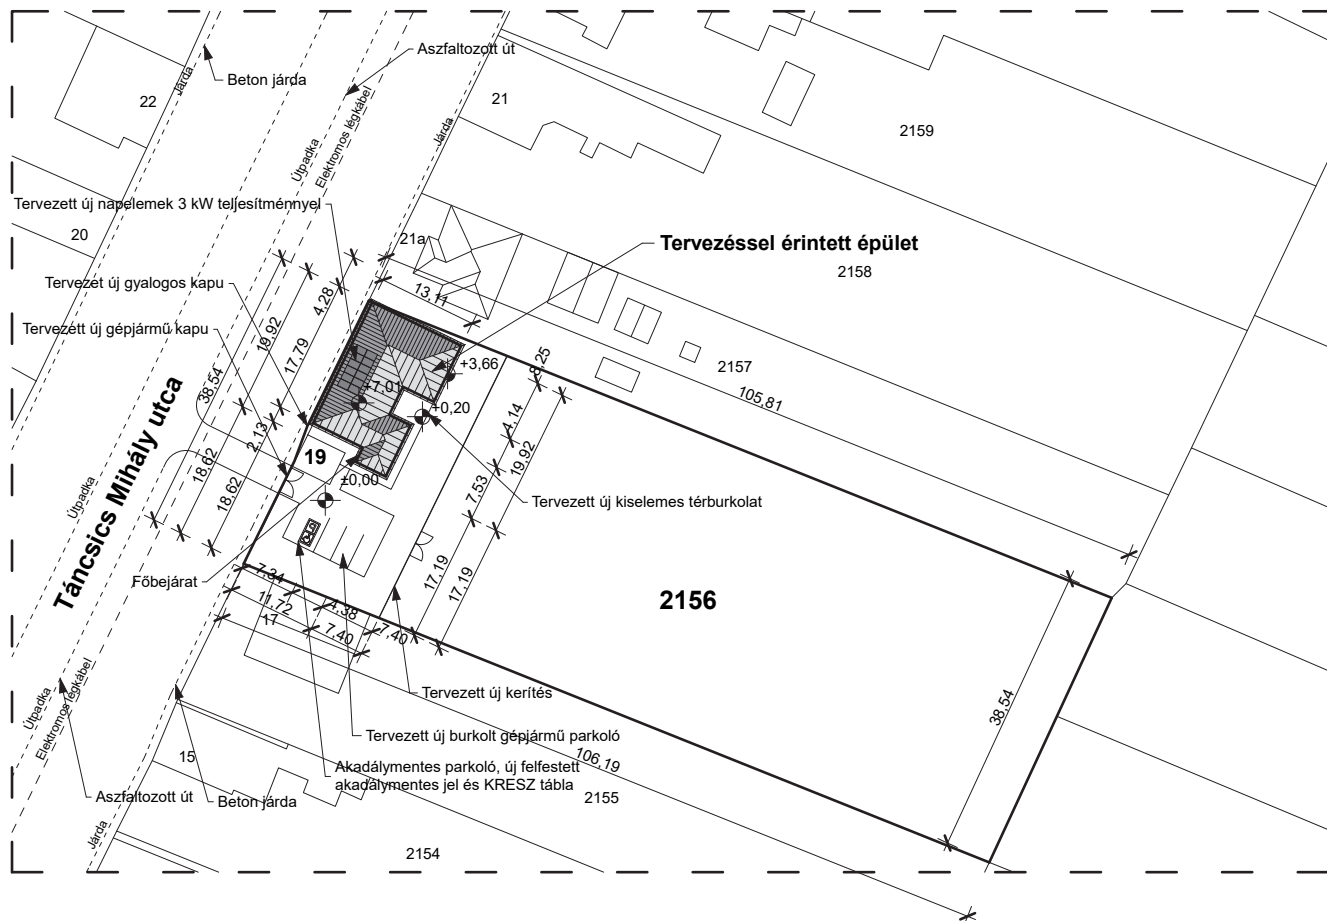 Aszfaltozott út
Beton járda
Járda
22
21
2159
Útpadka
Elektromos légkábel
Járda
Tervezett új napelemek 3 kW teljesítménnyel
20
21a
Tervezéssel érintett épület
2158
Tervezet új gyalogos kapu
4,28
13,11
Tervezett új gépjármű kapu
19,92
17,79
+3,66
8,25
2157
105,81
38,54
+7,01
+0,20
4,14
19,92
2,13
19
18,62
18,62
±0,00
7,53
Tervezett új kiselemes térburkolat
Útpadka
Táncsics Mihály utca
Főbejárat
7,34
17,19
17,19
11,72
4,38
17
7,40
7,40
2156
Tervezett új kerítés
38,54
Útpadka
Elektromos légkábel
Tervezett új burkolt gépjármű parkoló
15
106,19
Akadálymentes parkoló, új felfestett
akadálymentes jel és KRESZ tábla
Aszfaltozott út
Beton járda
2155
Járda
2154